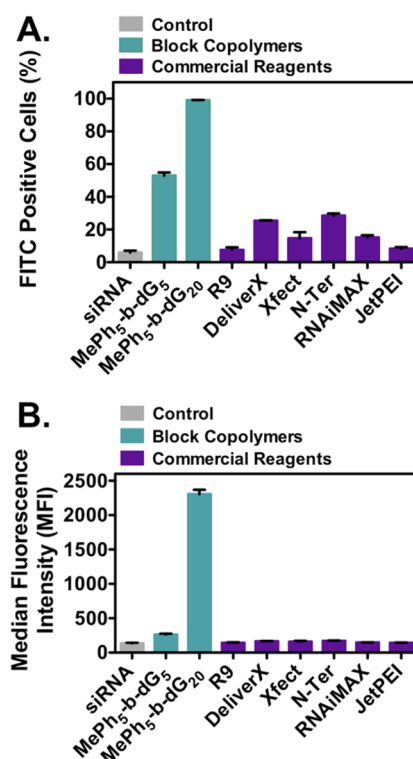 A.
Control
Block Copolymers
Commercial Reagents
FITC Positive Cells (%)
100
80
60
40
20
0
siRNA
MePh₅-b-dG₅
MePh₅-b-dG₂₀
R9
DeliverX
Xfect
N-Ter
RNAiMAX
JetPEI
B.
Control
Block Copolymers
Commercial Reagents
Median Fluorescence
Intensity (MFI)
2500
2000
1500
1000
500
0
siRNA
MePh₅-b-dG₅
MePh₅-b-dG₂₀
R9
DeliverX
Xfect
N-Ter
RNAiMAX
JetPEI